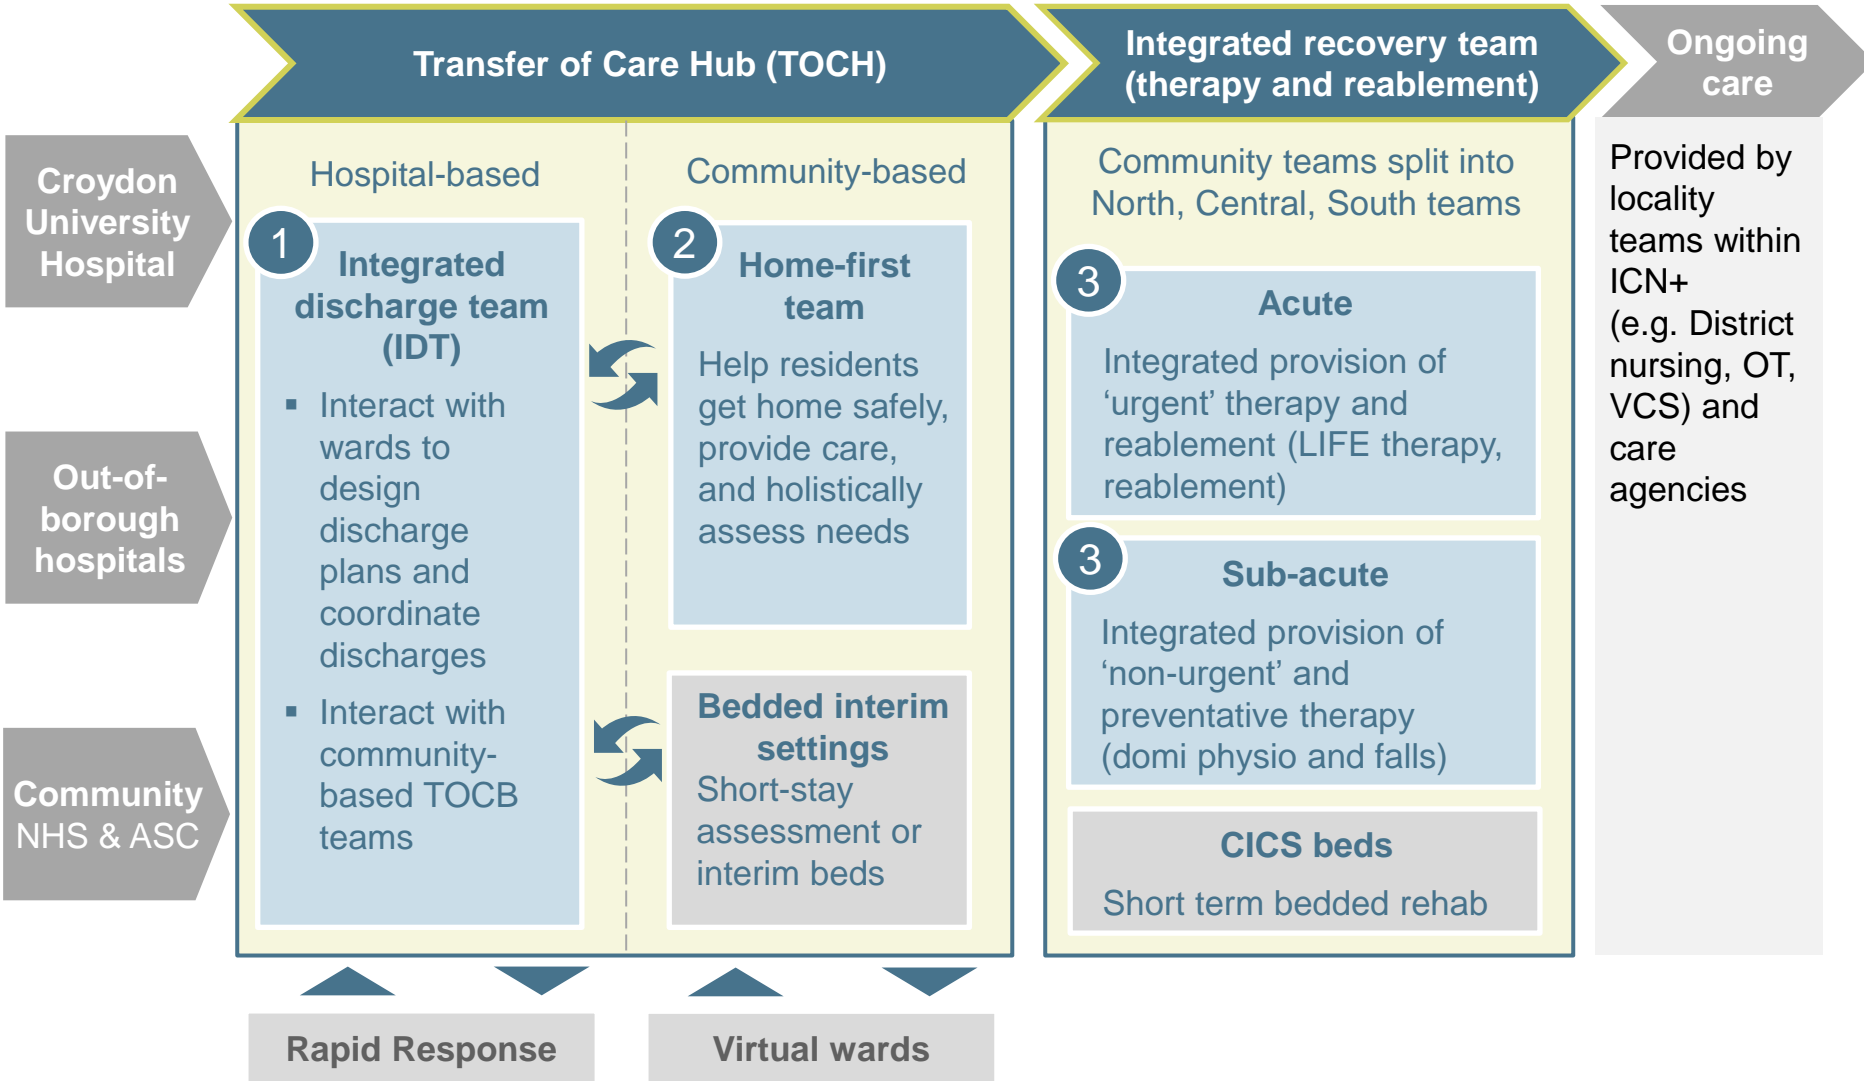 Transfer of Care Hub (TOCH)
Integrated recovery team
(therapy and reablement)
Ongoing
care
Croydon
University
Hospital
Out-of-
borough
hospitals
Community
NHS & ASC
Hospital-based
1
Integrated
discharge team
(IDT)
▪ Interact with
wards to
design
discharge
plans and
coordinate
discharges
▪ Interact with
community-
based TOCB
teams
Community-based
2
Home-first
team
Help residents
get home safely,
provide care,
and holistically
assess needs
Bedded interim
settings
Short-stay
assessment or
interim beds
Community teams split into
North, Central, South teams
3
Acute
Integrated provision of
‘urgent’ therapy and
reablement (LIFE therapy,
reablement)
3
Sub-acute
Integrated provision of
‘non-urgent’ and
preventative therapy
(domi physio and falls)
CICS beds
Short term bedded rehab
Provided by
locality
teams within
ICN+
(e.g. District
nursing, OT,
VCS) and
care
agencies
Rapid Response
Virtual wards